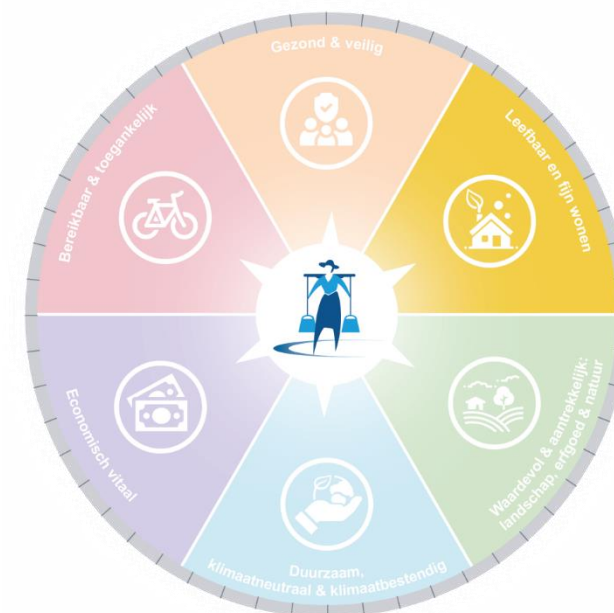 Gezond & veilig
Leefbaar en fijn wonen
Waardevol & aantrekkelijk:
landschap, erfgoed & natuur
Duurzaam,
klimaatneutraal & klimaatbestendig
Economisch vitaal
Bereikbaar & toegankelijk